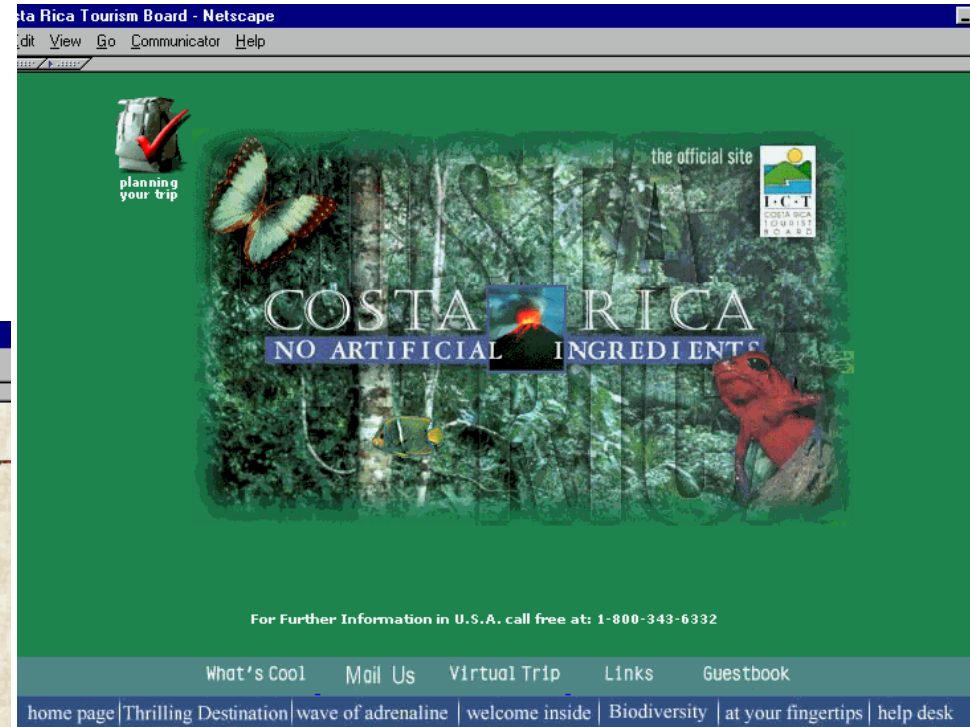 sta Rica Tourism Board - Netscape
Edit View Go Communicator Help
planning
your trip
the official site
I·C·T
COSTA RICA
TOURIST
BOARD
COSTA RICA
NO ARTIFICIAL INGREDIENTS
COSTA
RICA
For Further Information in U.S.A. call free at: 1-800-343-6332
What's Cool Mail Us Virtual Trip Links Guestbook
home page | Thrilling Destination | wave of adrenaline | welcome inside | Biodiversity | at your fingertips | help desk